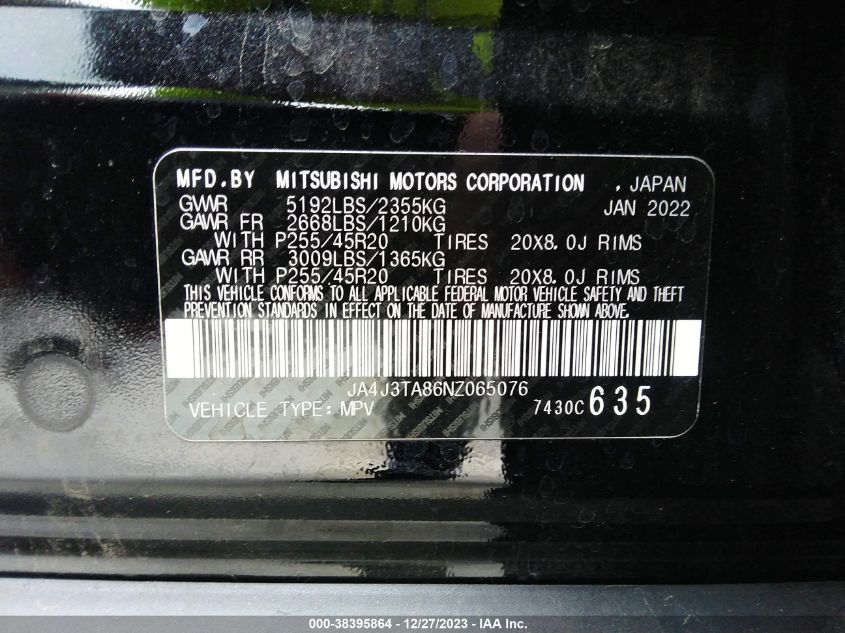 MFD.BY MITSUBISHI MOTORS CORPORATION , JAPAN
GVWR 5192LBS/2355KG JAN 2022
GAWR FR 2668LBS/1210KG
WITH P255/45R20 TIRES 20X8.0J RIMS
GAWR RR 3009LBS/1365KG
WITH P255/45R20 TIRES 20X8.0J RIMS
THIS VEHICLE CONFORMS TO ALL APPLICABLE FEDERAL MOTOR VEHICLE SAFETY AND THEFT
PREVENTION STANDARDS IN EFFECT ON THE DATE OF MANUFACTURE SHOWN ABOVE.
JA4J3TA86NZ065076
VEHICLE TYPE: MPV 7430C 635
000-38395864 - 12/27/2023 - © IAA, Inc.